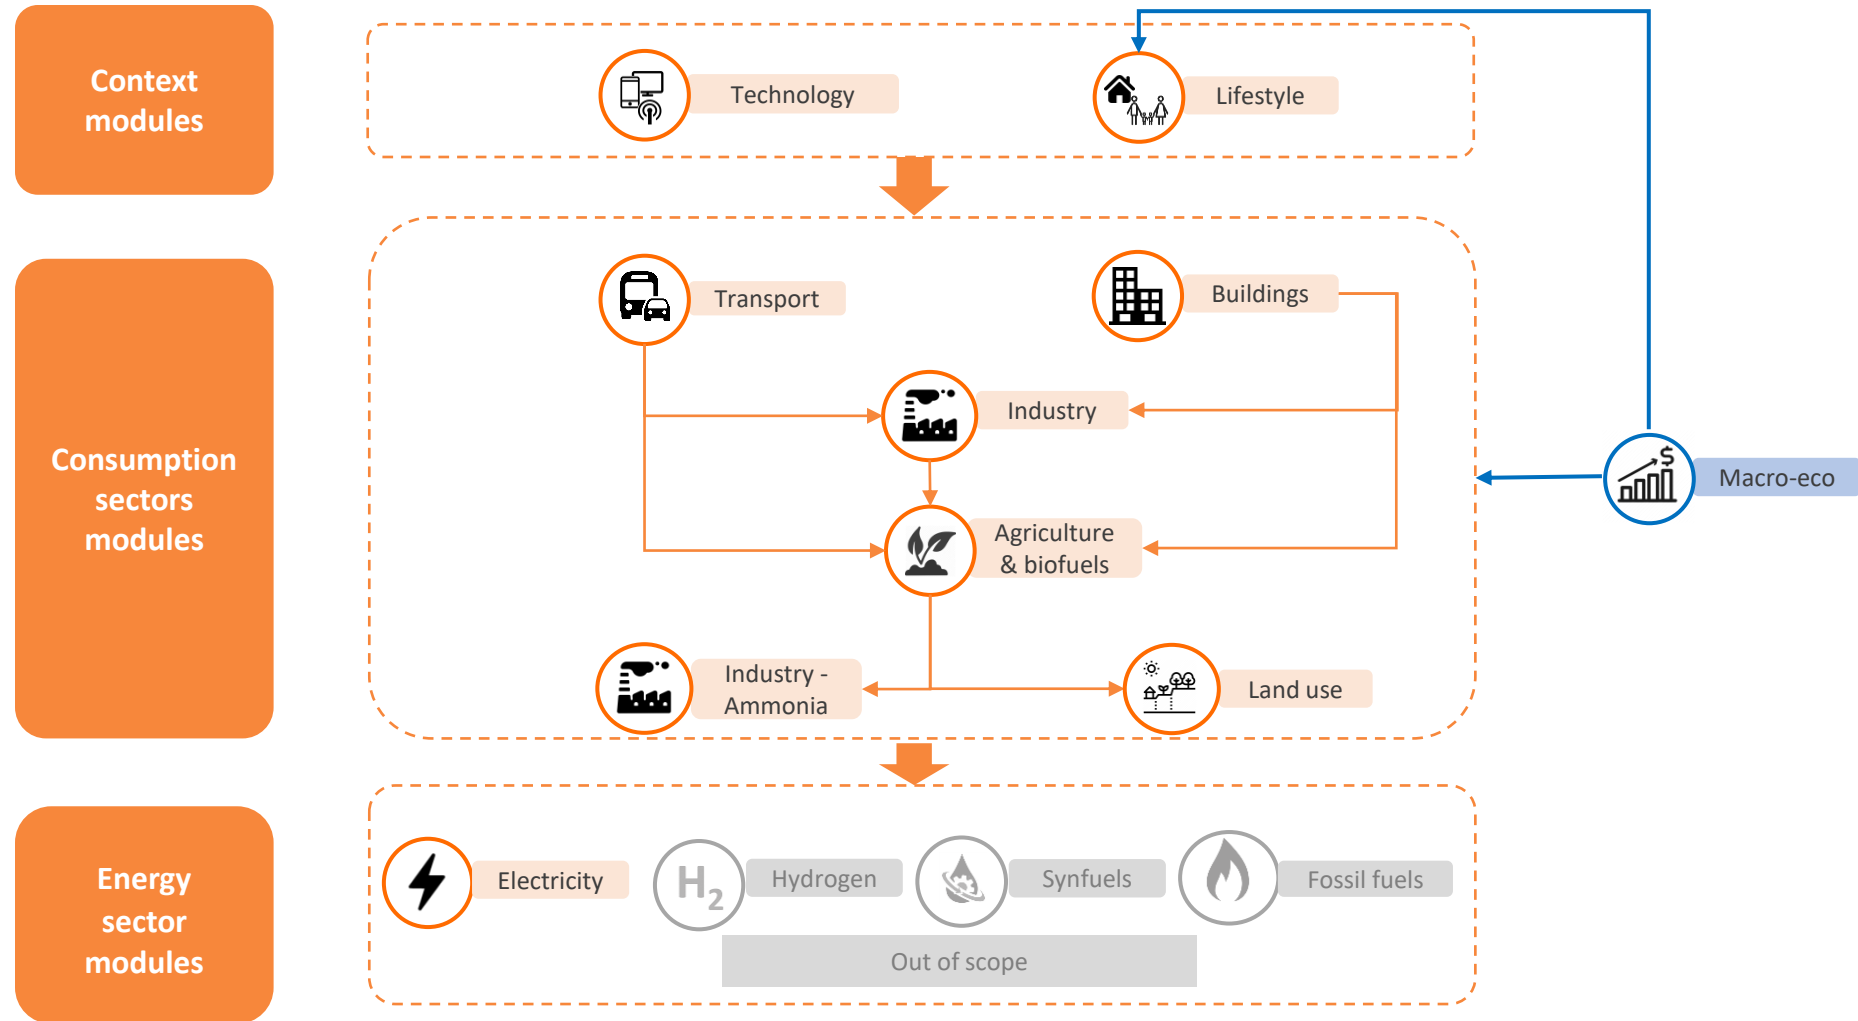 Context
modules
Technology
Lifestyle
Consumption
sectors
modules
Transport
Buildings
Industry
Agriculture
& biofuels
Industry -
Ammonia
Land use
$
Macro-eco
Energy
sector
modules
Electricity
H2
Hydrogen
Synfuels
Fossil fuels
Out of scope